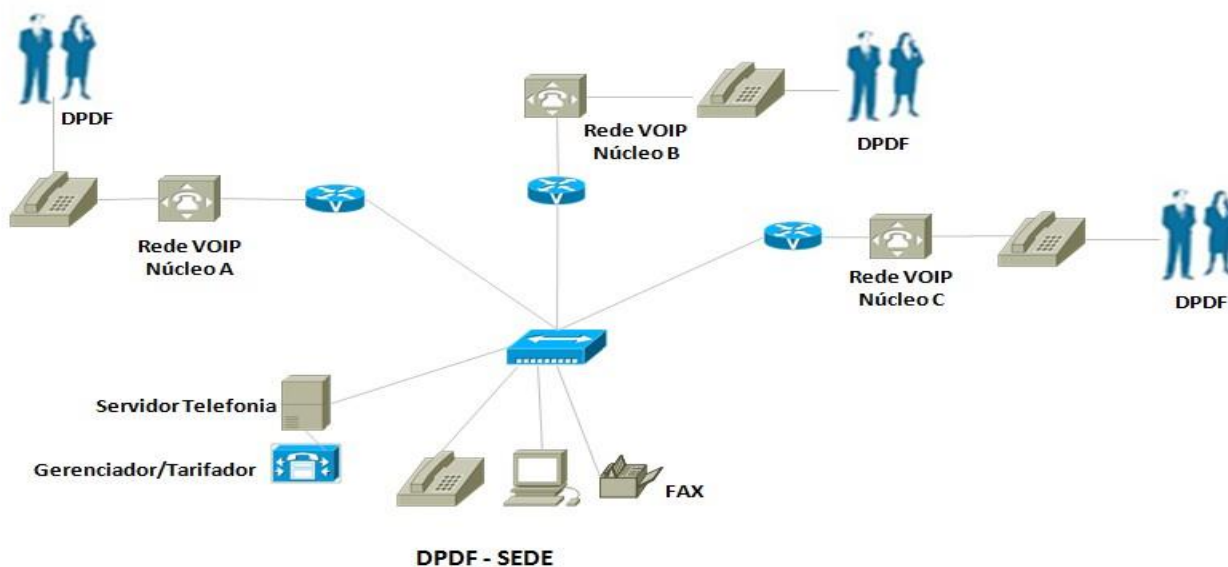 DPDF
Rede VOIP
Núcleo B
DPDF
V
V
Rede VOIP
Núcleo A
V
Rede VOIP
Núcleo C
DPDF
Servidor Telefonia
Gerenciador/Tarifador
FAX
DPDF - SEDE